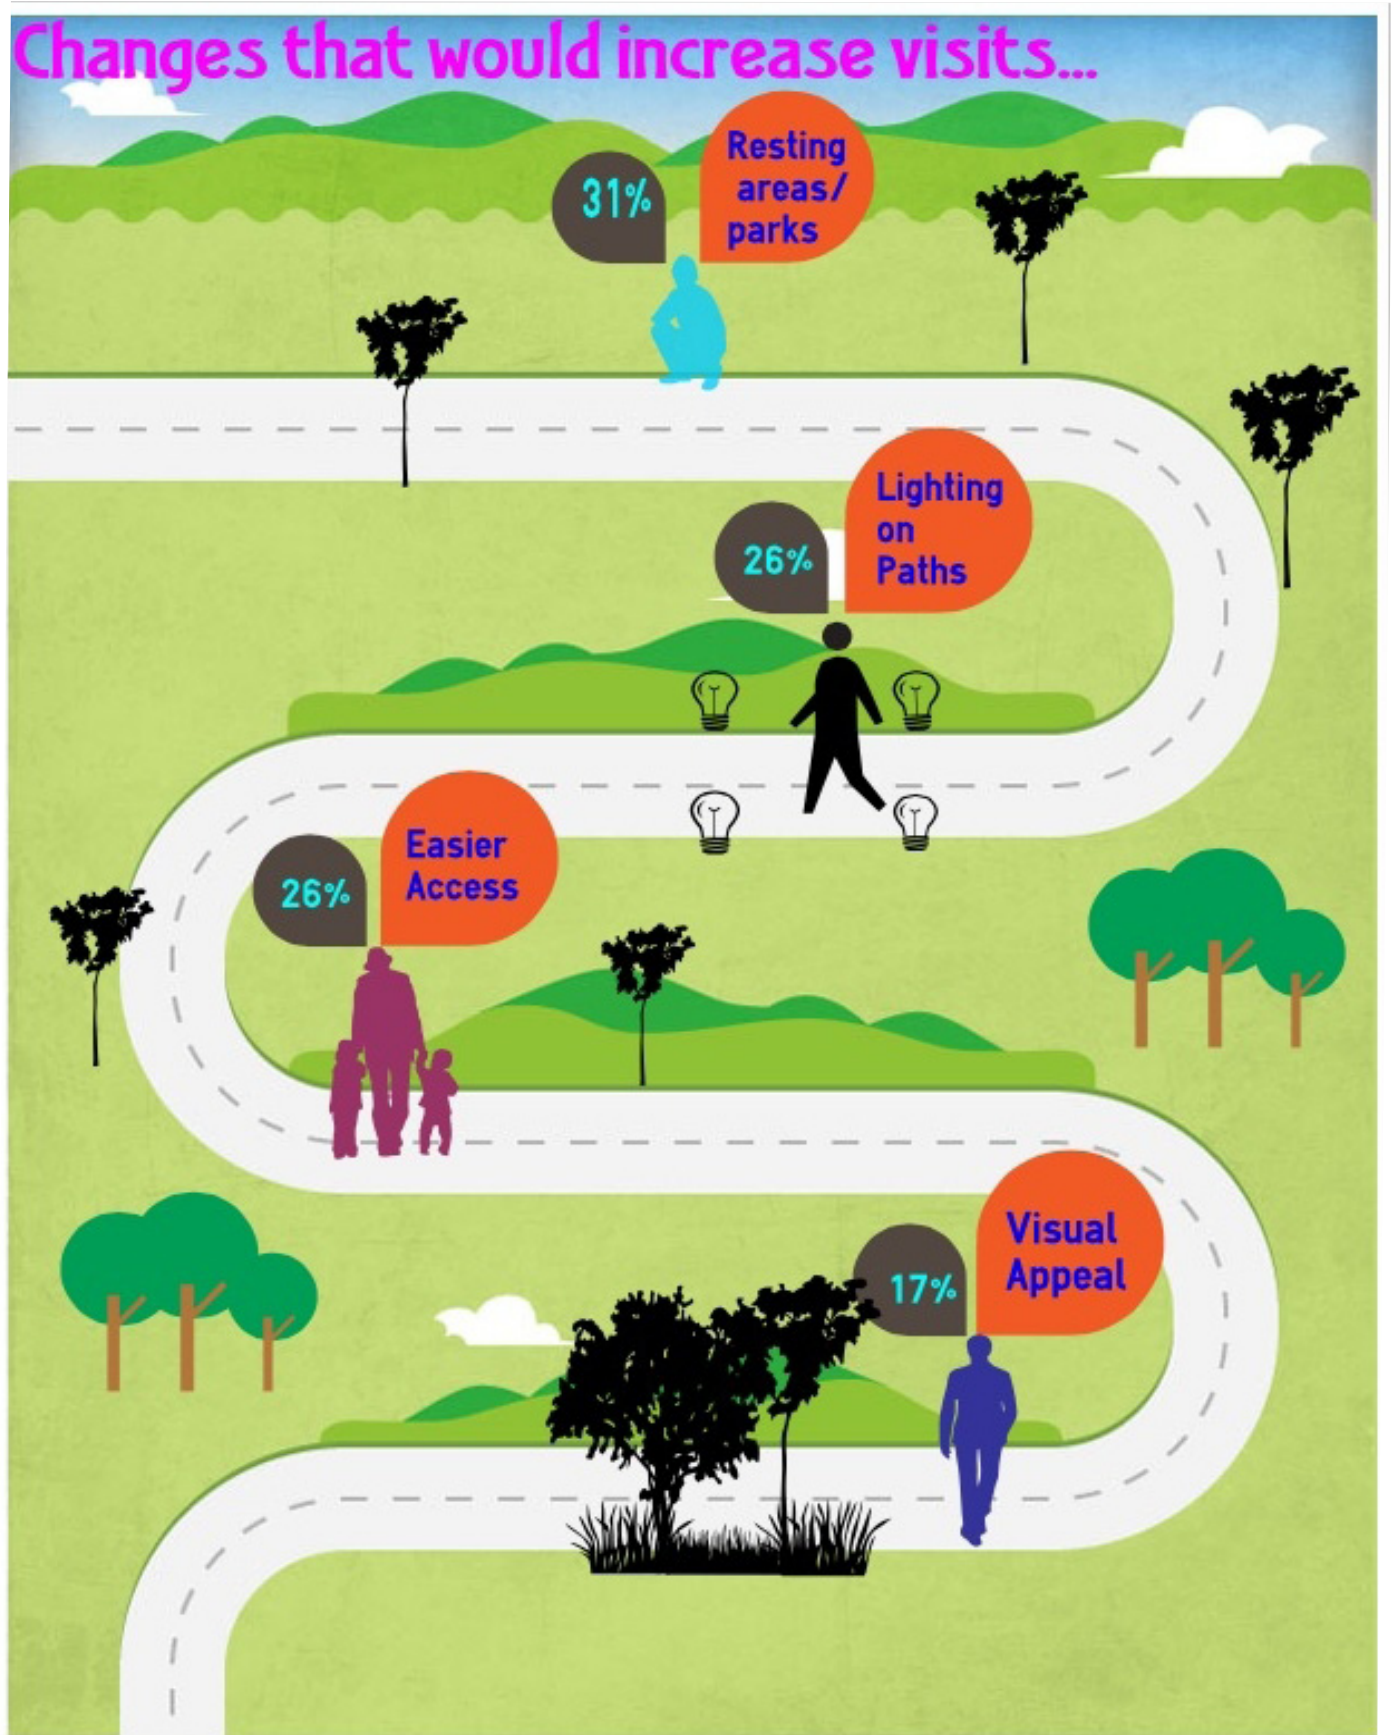 Changes that would increase visits...
31%
Resting
areas/
parks
26%
Lighting
on
Paths
26%
Easier
Access
17%
Visual
Appeal